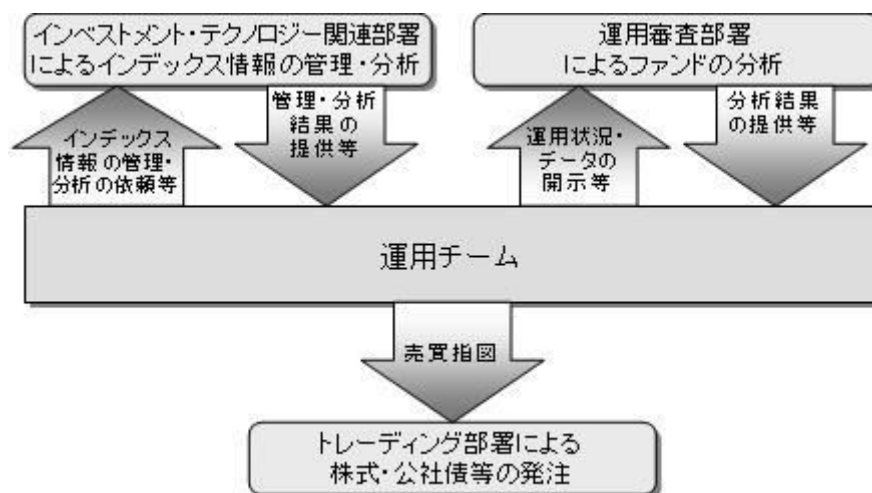 インベストメント・テクノロジー関連部署
によるインデックス情報の管理・分析
運用審査部署
によるファンドの分析
インデックス
情報の管理・
分析の依頼等
管理・分析
結果の
提供等
運用状況・
データの
開示等
分析結果
の提供等
運用チーム
売買指図
トレーディング部署による
株式・公社債等の発注